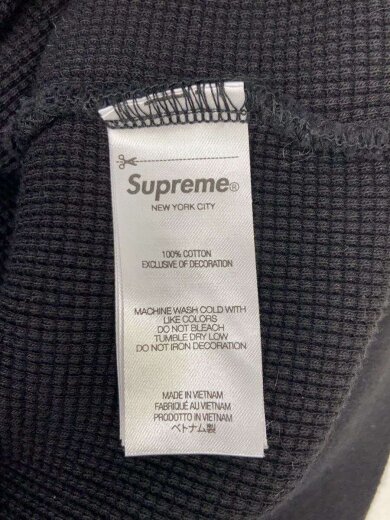 Supreme®
NEW YORK CITY
100% COTTON
EXCLUSIVE OF DECORATION
MACHINE WASH COLD WITH
LIKE COLORS
DO NOT BLEACH
TUMBLE DRY LOW
DO NOT IRON DECORATION
MADE IN VIETNAM
FABRIQUÉ AU VIETNAM
PRODOTTO IN VIETNAM
ベトナム製